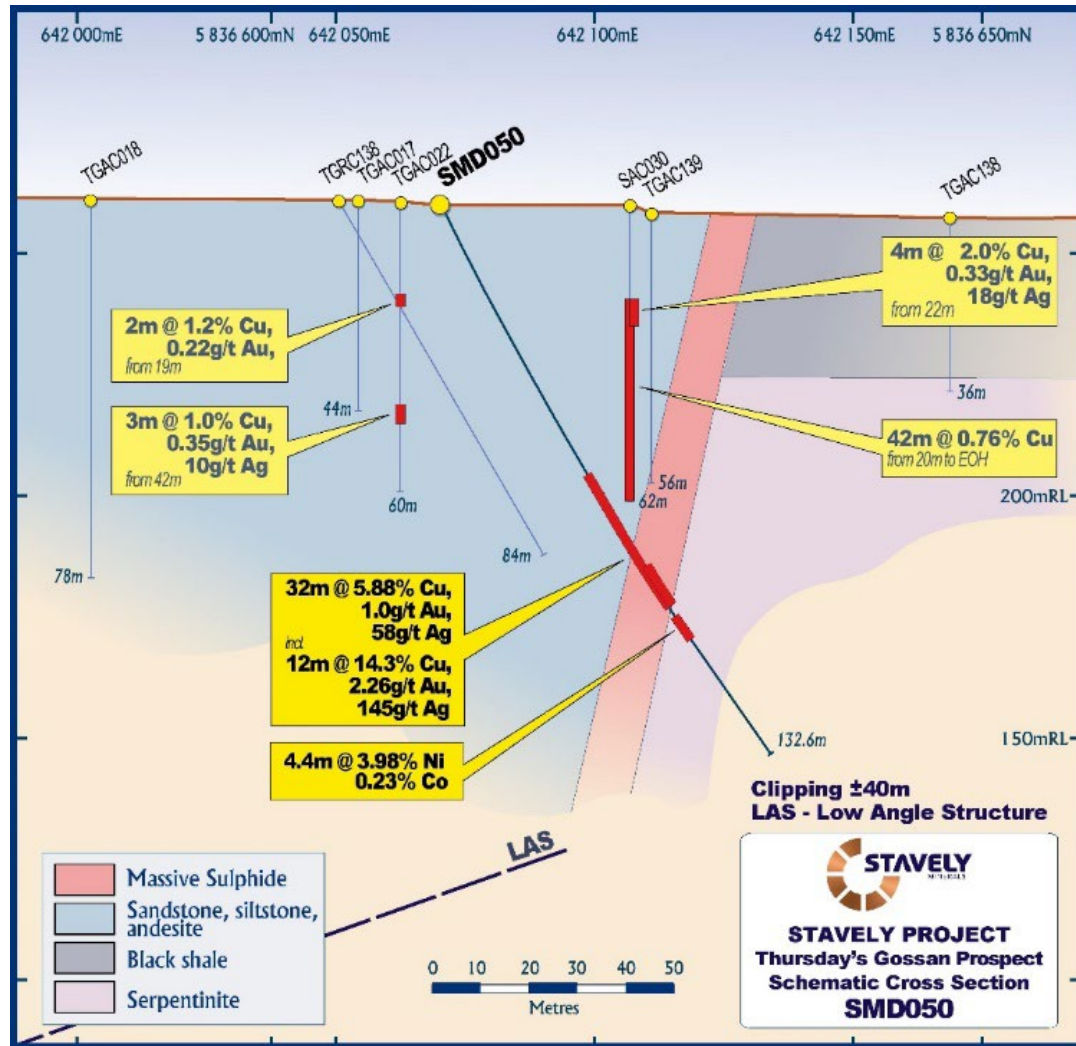 642 000mE
5 836 600mN
642 050mE
642 100mE
642 150mE
5 836 650mN
TGAC018
TGRC138
TGAC017
TGAC022
SMD050
SAC030
TGAC139
TGAC138
2m @ 1.2% Cu,
0.22g/t Au,
from 19m
3m @ 1.0% Cu,
0.35g/t Au,
10g/t Ag
from 42m
4m @ 2.0% Cu,
0.33g/t Au,
18g/t Ag
from 22m
42m @ 0.76% Cu
from 20m to EOH
44m
36m
60m
56m
62m
200mRL
78m
84m
32m @ 5.88% Cu,
1.0g/t Au,
58g/t Ag
incl
12m @ 14.3% Cu,
2.26g/t Au,
145g/t Ag
4.4m @ 3.98% Ni
0.23% Co
132.6m
150mRL
Clipping ±40m
LAS - Low Angle Structure
LAS
Massive Sulphide
Sandstone, siltstone,
andesite
Black shale
Serpentinite
0 10 20 30 40 50
Metres
STAVELY
MINERALS
STAVELY PROJECT
Thursday's Gossan Prospect
Schematic Cross Section
SMD050